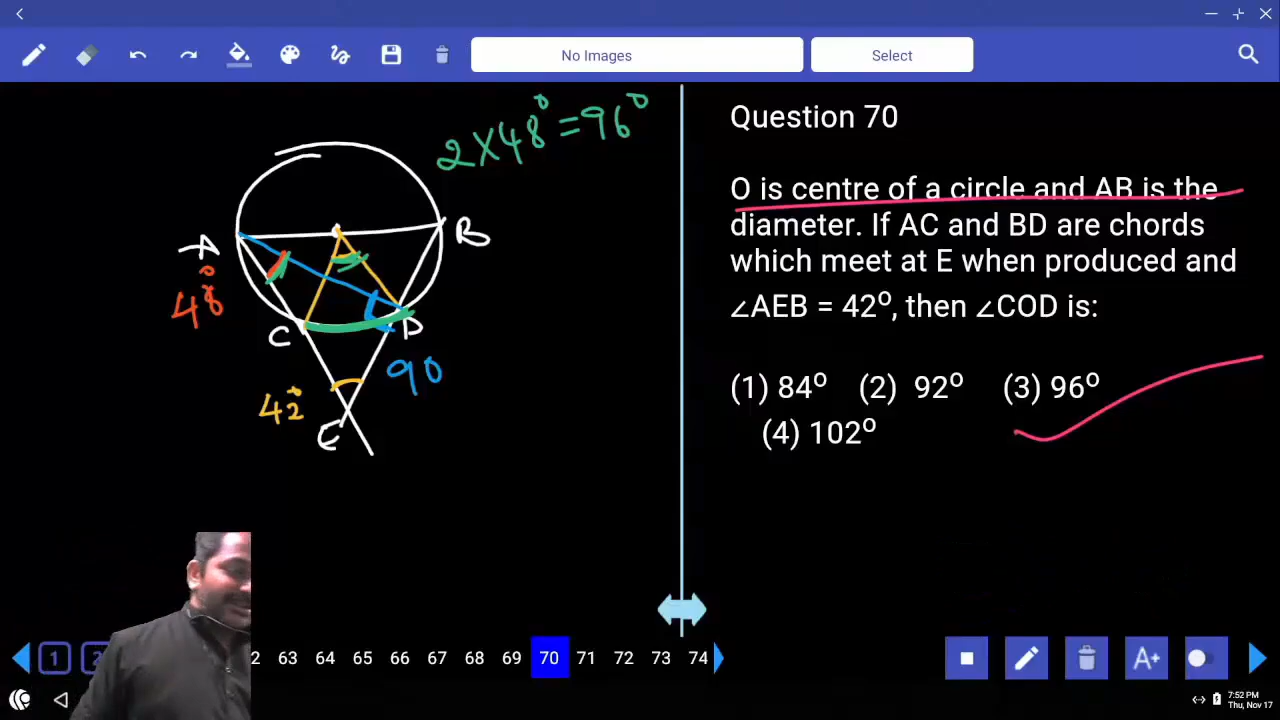 No Images
Select
2×48°=96°
A
B
48°
C
D
90
42°
E
Question 70
O is centre of a circle and AB is the
diameter. If AC and BD are chords
which meet at E when produced and
∠AEB = 42°, then ∠COD is:
(1) 84° (2) 92° (3) 96°
(4) 102°
1 2 2 63 64 65 66 67 68 69 70 71 72 73 74
A+
7:52 PM
Thu, Nov 17